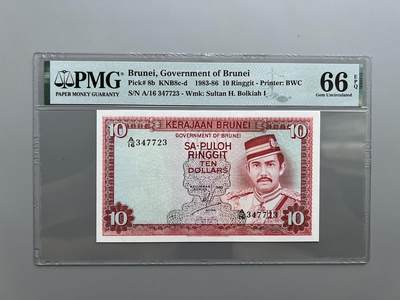 PMG
PAPER MONEY GUARANTY
Brunei, Government of Brunei
Pick# 8b KNB8c-d 1983-86 10 Ringgit - Printer: BWC
S/N A/16 347723 - Wmk: Sultan H. Bolkiah I
66 EPQ
Gem Uncirculated
10
KERAJAAN BRUNEI
10
GOVERNMENT OF BRUNEI
A/16 347723
SA-PULOH
RINGGIT
TEN
DOLLARS
A/16 347723
10
10